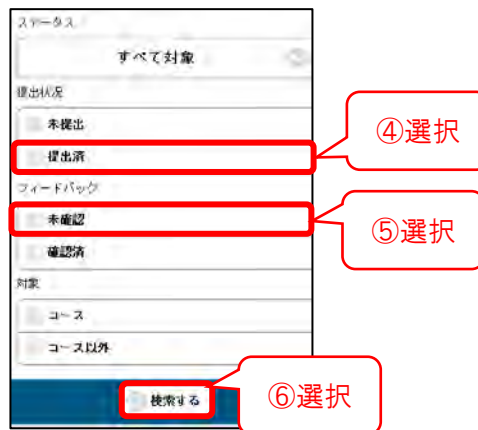 ステータス
すべて対象
提出状況
未提出
提出済
④選択
フィードバック
未確認
⑤選択
確認済
対象
コース
コース以外
検索する
⑥選択